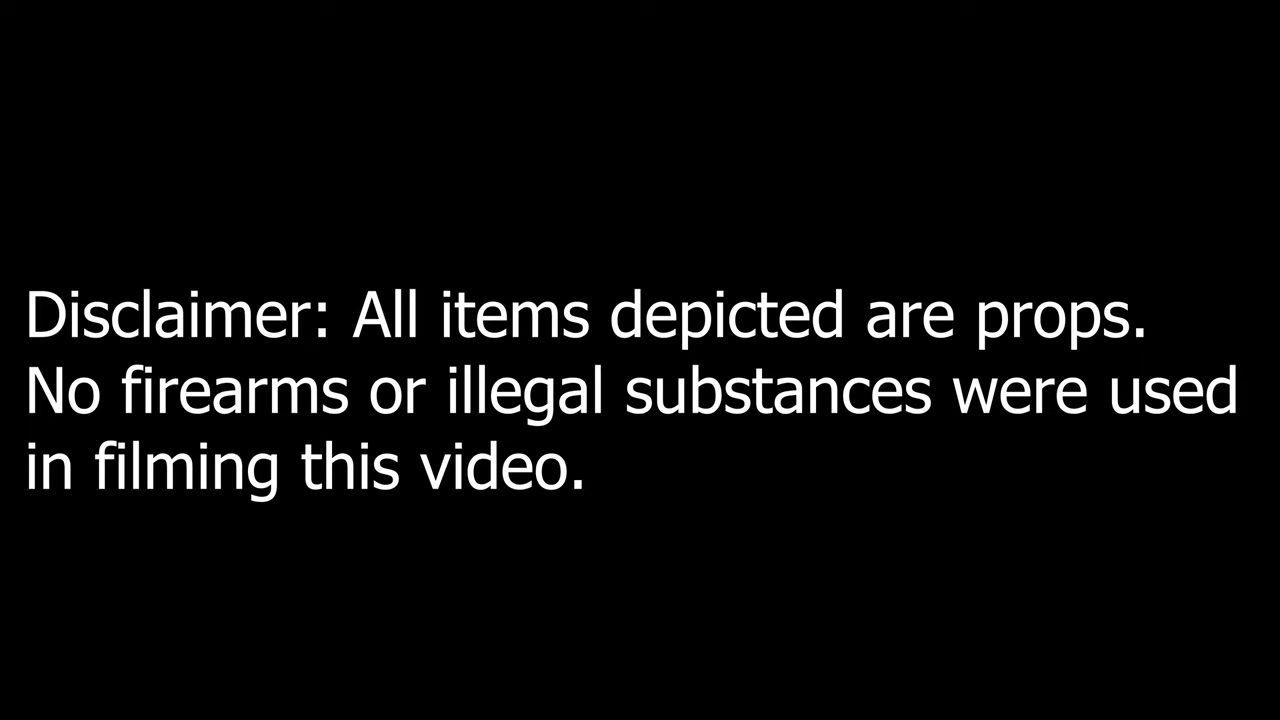 Disclaimer: All items depicted are props.
No firearms or illegal substances were used
in filming this video.